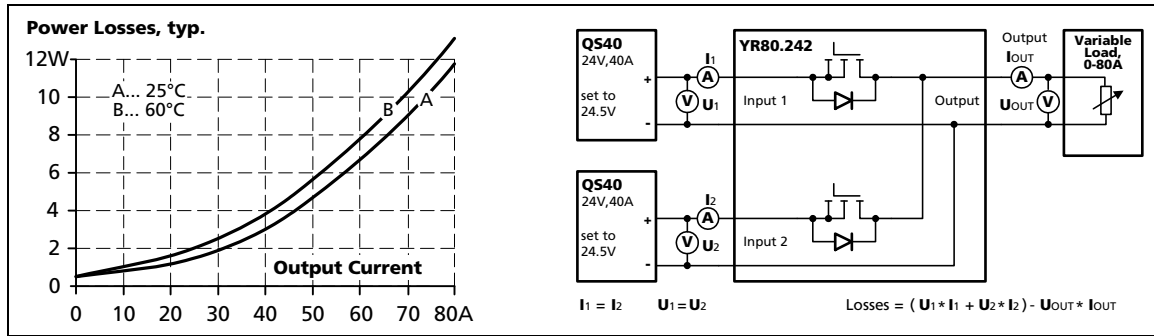 Power Losses, typ.
12W
10
8
6
4
2
0
A... 25°C
B... 60°C
B
A
Output Current
0 10 20 30 40 50 60 70 80A
QS40
24V,40A
set to
24.5V
+
-
I1
A
V
U1
YR80.242
Input 1
Output
Output
IOUT
A
UOUT
V
Variable
Load,
0-80A
QS40
24V,40A
set to
24.5V
+
-
I2
A
V
U2
Input 2
I1 = I2 U1=U2 Losses = (U1*I1 + U2*I2) - UOUT* IOUT